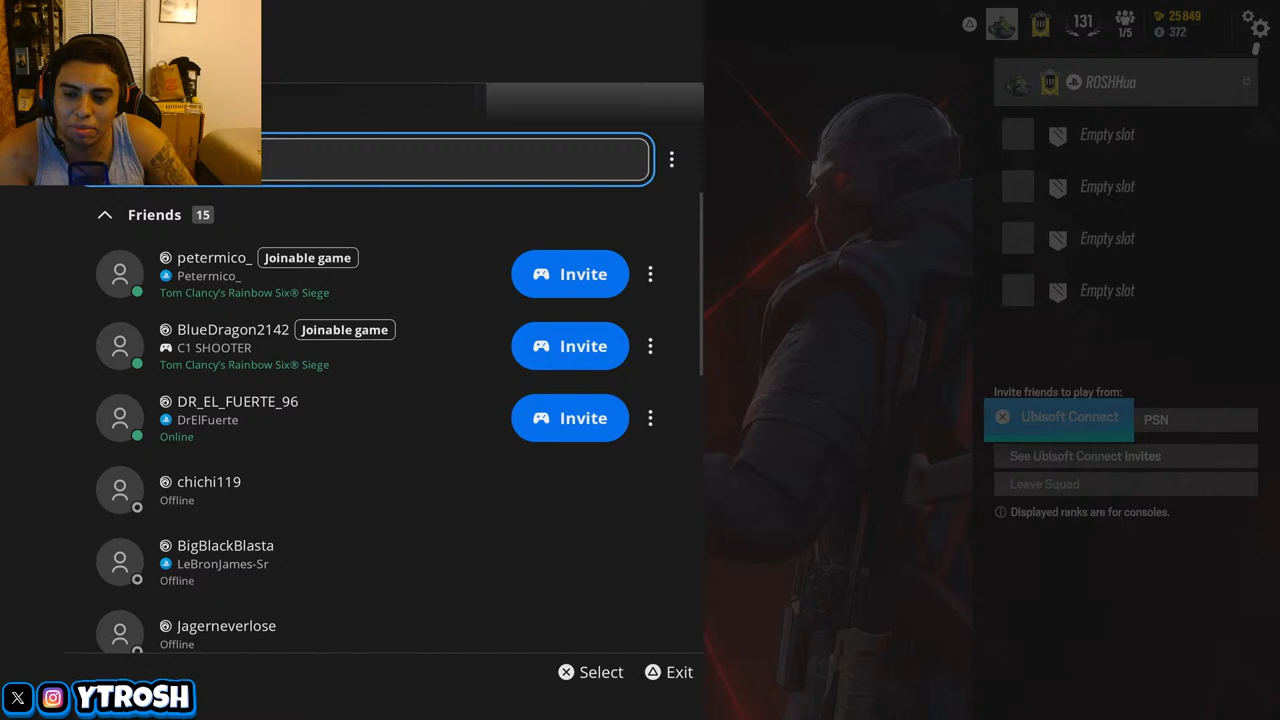 131
1/5
25 849
372
ROSHHua
Friends 15
Empty slot
petermico_ Joinable game
Petermico_
Tom Clancy's Rainbow Six® Siege
Invite
Empty slot
BlueDragon2142 Joinable game
C1 SHOOTER
Tom Clancy's Rainbow Six® Siege
Invite
Empty slot
DR_EL_FUERTE_96
DrElFuerte
Online
Invite
Empty slot
chichi119
Offline
BigBlackBlasta
LeBronJames-Sr
Offline
Jagerneverlose
Offline
Invite friends to play from:
Ubisoft Connect
PSN
See Ubisoft Connect Invites
Leave Squad
Displayed ranks are for consoles.
Select
Exit
YTROSH